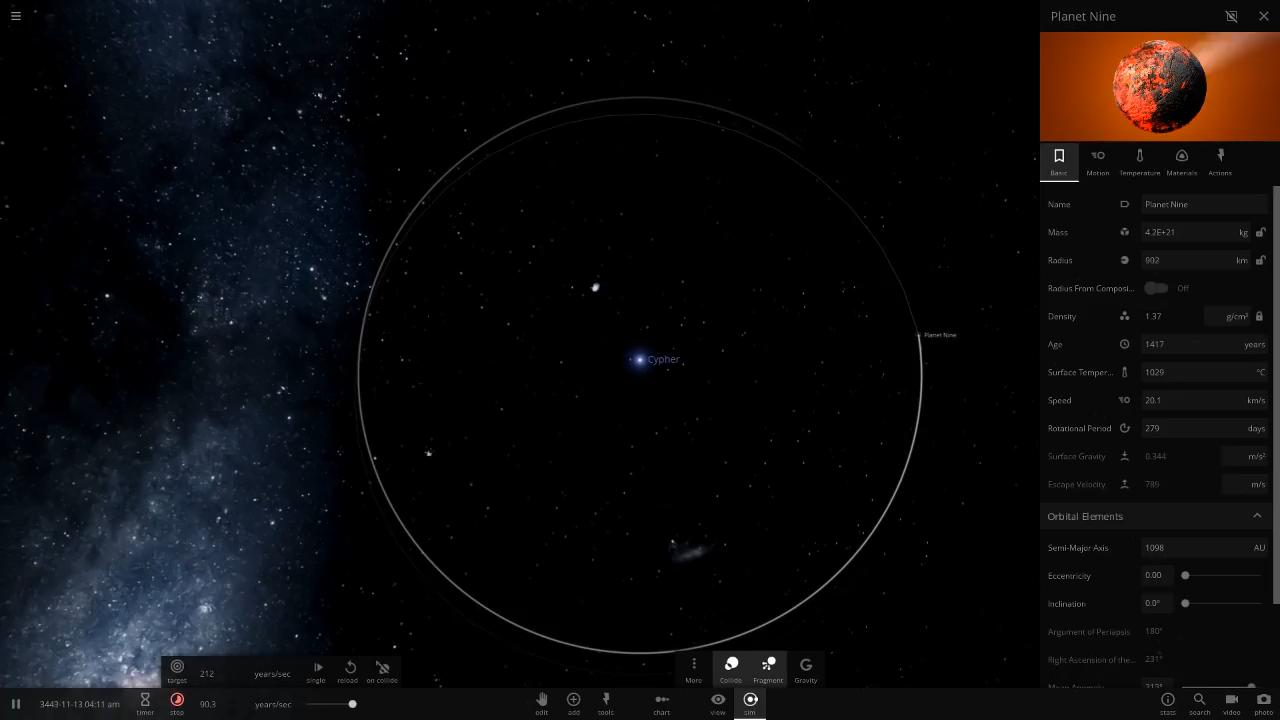 Planet Nine
Basic
Motion
Temperature
Materials
Actions
Name
Planet Nine
Mass
4.2E+21 kg
Radius
902 km
Radius From Composi...
Off
Density
1.37 g/cm³
Age
1417 years
Surface Temper...
1029 °C
Speed
20.1 km/s
Rotational Period
279 days
Surface Gravity
0.344 m/s²
Escape Velocity
789 m/s
Orbital Elements
Semi-Major Axis
1098 AU
Eccentricity
0.00
Inclination
0.0°
Argument of Periapsis
180°
Right Ascension of the...
231°
Planet Nine
Cypher
target
212 years/sec
single
reload
on collide
More
Collide
Fragment
Gravity
3443-11-13 04:11 am
timer
step
90.3 years/sec
edit
add
tools
chart
view
sim
stats
search
video
photo